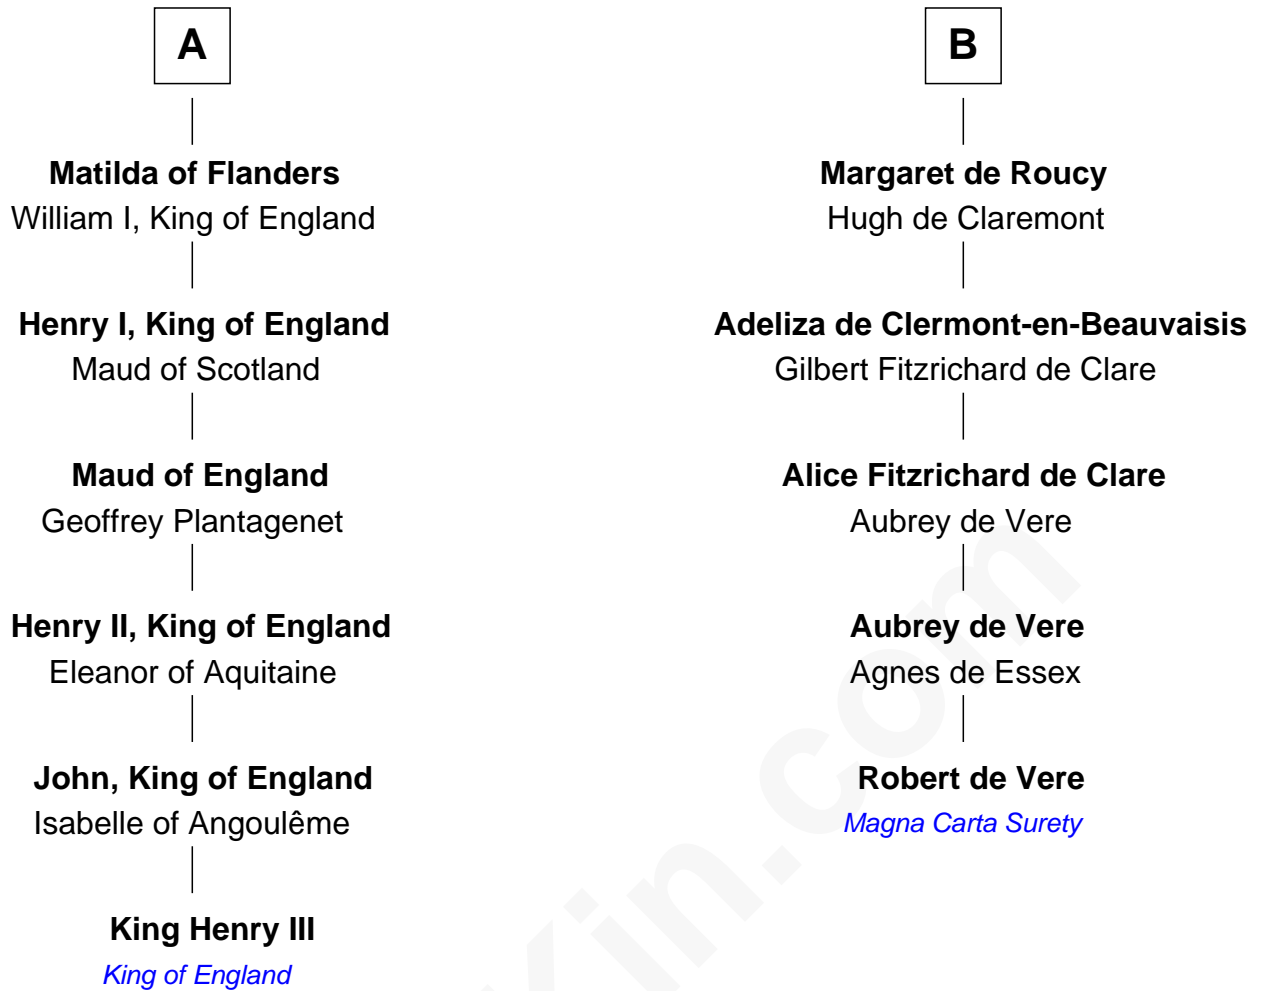 A
Matilda of Flanders
William I, King of England
Henry I, King of England
Maud of Scotland
Maud of England
Geoffrey Plantagenet
Henry II, King of England
Eleanor of Aquitaine
John, King of England
Isabelle of Angoulême
King Henry III
King of England
B
Margaret de Roucy
Hugh de Claremont
Adeliza de Clermont-en-Beauvaisis
Gilbert Fitzrichard de Clare
Alice Fitzrichard de Clare
Aubrey de Vere
Aubrey de Vere
Agnes de Essex
Robert de Vere
Magna Carta Surety
Kin.com